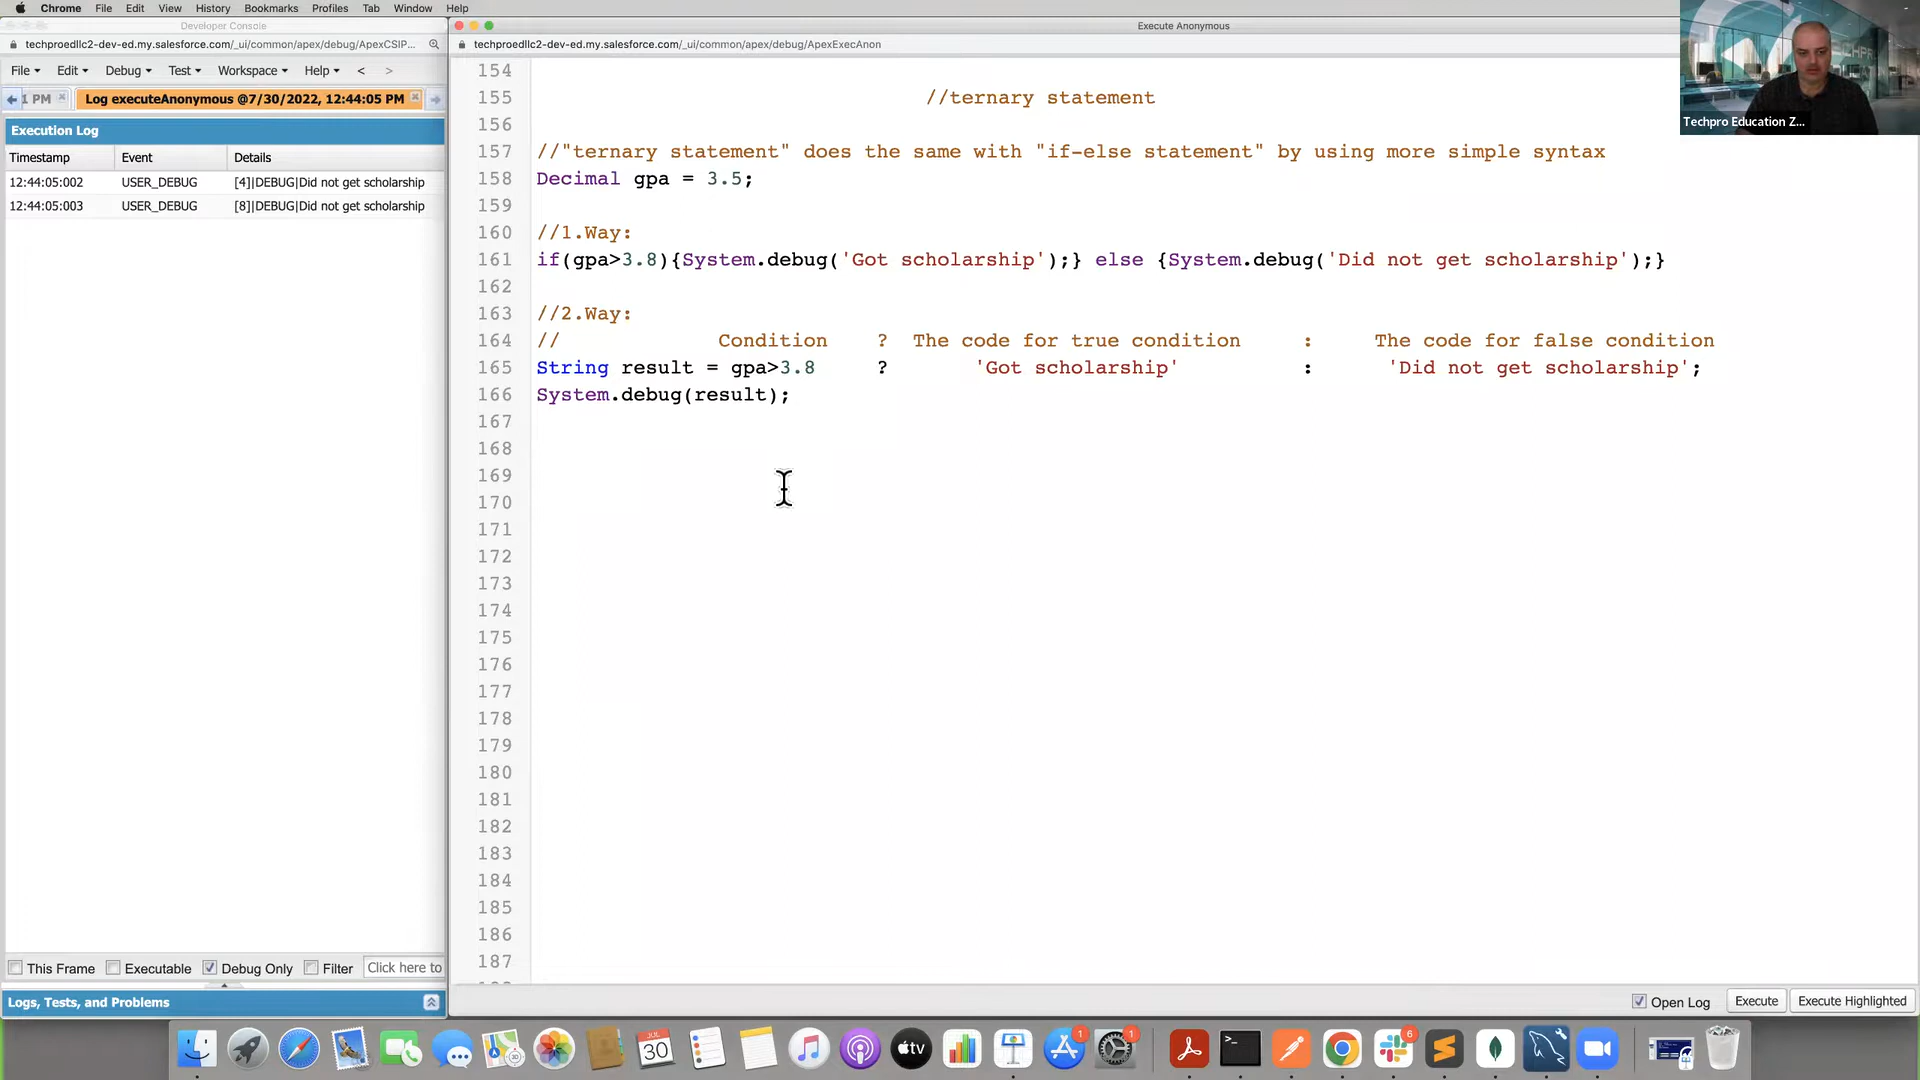 Chrome File Edit View History Bookmarks Profiles Tab Window Help
Developer Console
techproedllc2-dev-ed.my.salesforce.com/_ui/common/apex/debug/ApexCSIP...
File Edit Debug Test Workspace Help < >
1 PM
Log executeAnonymous @7/30/2022, 12:44:05 PM
Execution Log
Timestamp Event Details
12:44:05:002 USER_DEBUG [4]|DEBUG|Did not get scholarship
12:44:05:003 USER_DEBUG [8]|DEBUG|Did not get scholarship
This Frame Executable Debug Only Filter Click here to
Logs, Tests, and Problems
Execute Anonymous
techproedllc2-dev-ed.my.salesforce.com/_ui/common/apex/debug/ApexExecAnon
154
155 //ternary statement
156
157 //"ternary statement" does the same with "if-else statement" by using more simple syntax
158 Decimal gpa = 3.5;
159
160 //1.Way:
161 if(gpa>3.8){System.debug('Got scholarship');} else {System.debug('Did not get scholarship');}
162
163 //2.Way:
164 // Condition ? The code for true condition : The code for false condition
165 String result = gpa>3.8 ? 'Got scholarship' : 'Did not get scholarship';
166 System.debug(result);
167
168
169
170
171
172
173
174
175
176
177
178
179
180
181
182
183
184
185
186
187
Open Log Execute Execute Highlighted
Techpro Education Z...
JUL
30
tv
1
1
6